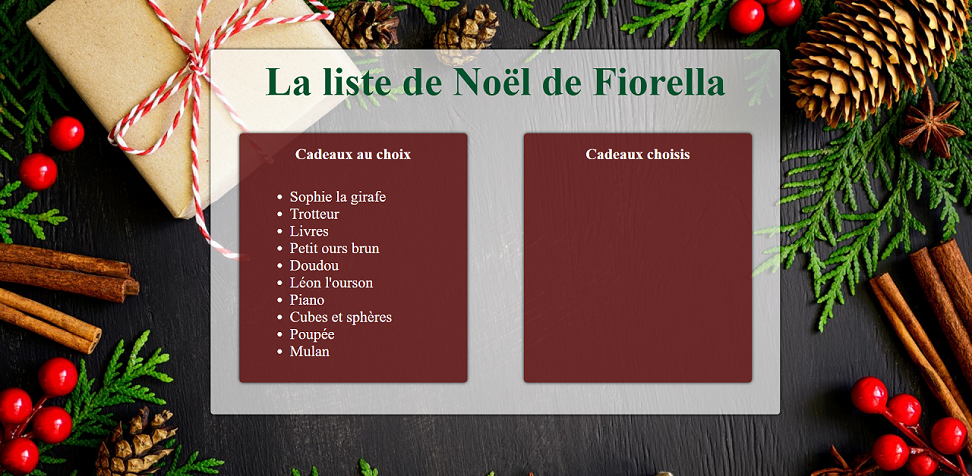 La liste de Noël de Fiorella
Cadeaux au choix
Sophie la girafe
Trotteur
Livres
Petit ours brun
Doudou
Léon l'ourson
Piano
Cubes et sphères
Poupée
Mulan
Cadeaux choisis